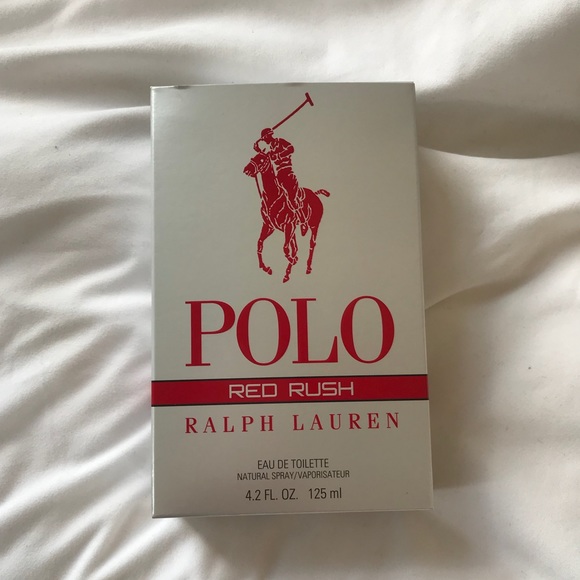 POLO
RED RUSH
RALPH LAUREN
EAU DE TOILETTE
NATURAL SPRAY/VAPORISATEUR
4.2 FL. OZ. 125 ml